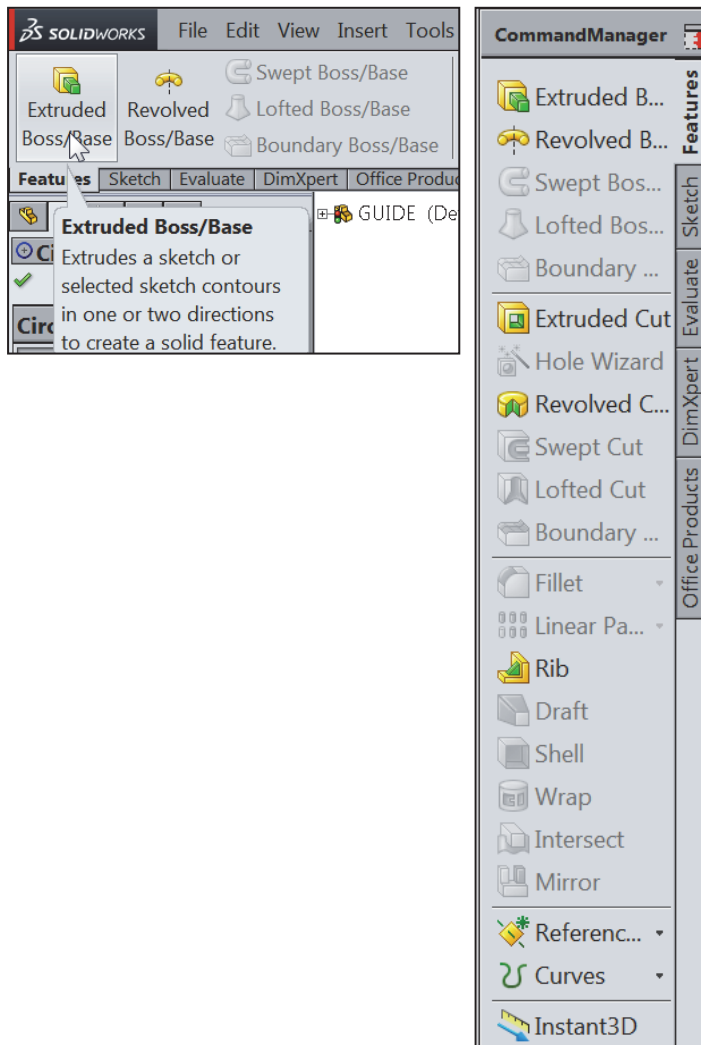 SOLIDWORKS File Edit View Insert Tools
Extruded Boss/Base
Revolved Boss/Base
Swept Boss/Base
Lofted Boss/Base
Boundary Boss/Base
Features Sketch Evaluate DimXpert Office Produ
Extruded Boss/Base
Extrudes a sketch or
selected sketch contours
in one or two directions
to create a solid feature.
GUIDE (De
Ci
Circ
CommandManager
Extruded B...
Revolved B...
Swept Bos...
Lofted Bos...
Boundary ...
Extruded Cut
Hole Wizard
Revolved C...
Swept Cut
Lofted Cut
Boundary ...
Fillet
Linear Pa...
Rib
Draft
Shell
Wrap
Intersect
Mirror
Referenc...
Curves
Instant3D
Features
Sketch
Evaluate
DimXpert
Office Products